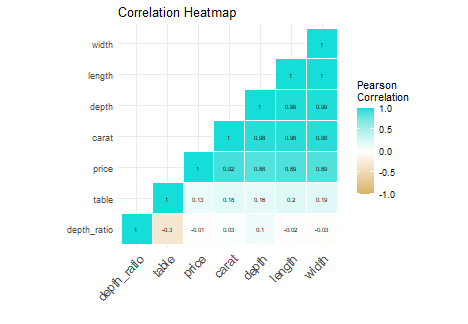 Correlation Heatmap
width 1
length 1 1
depth 1 0.99 0.99
carat 1 0.98 0.98 0.98
price 1 0.92 0.88 0.89 0.89
table 1 0.13 0.18 0.16 0.2 0.19
depth_ratio 1 -0.3 -0.01 0.03 0.1 -0.02 -0.03
depth_ratio table price carat depth length width
Pearson
Correlation
1.0
0.5
0.0
-0.5
-1.0